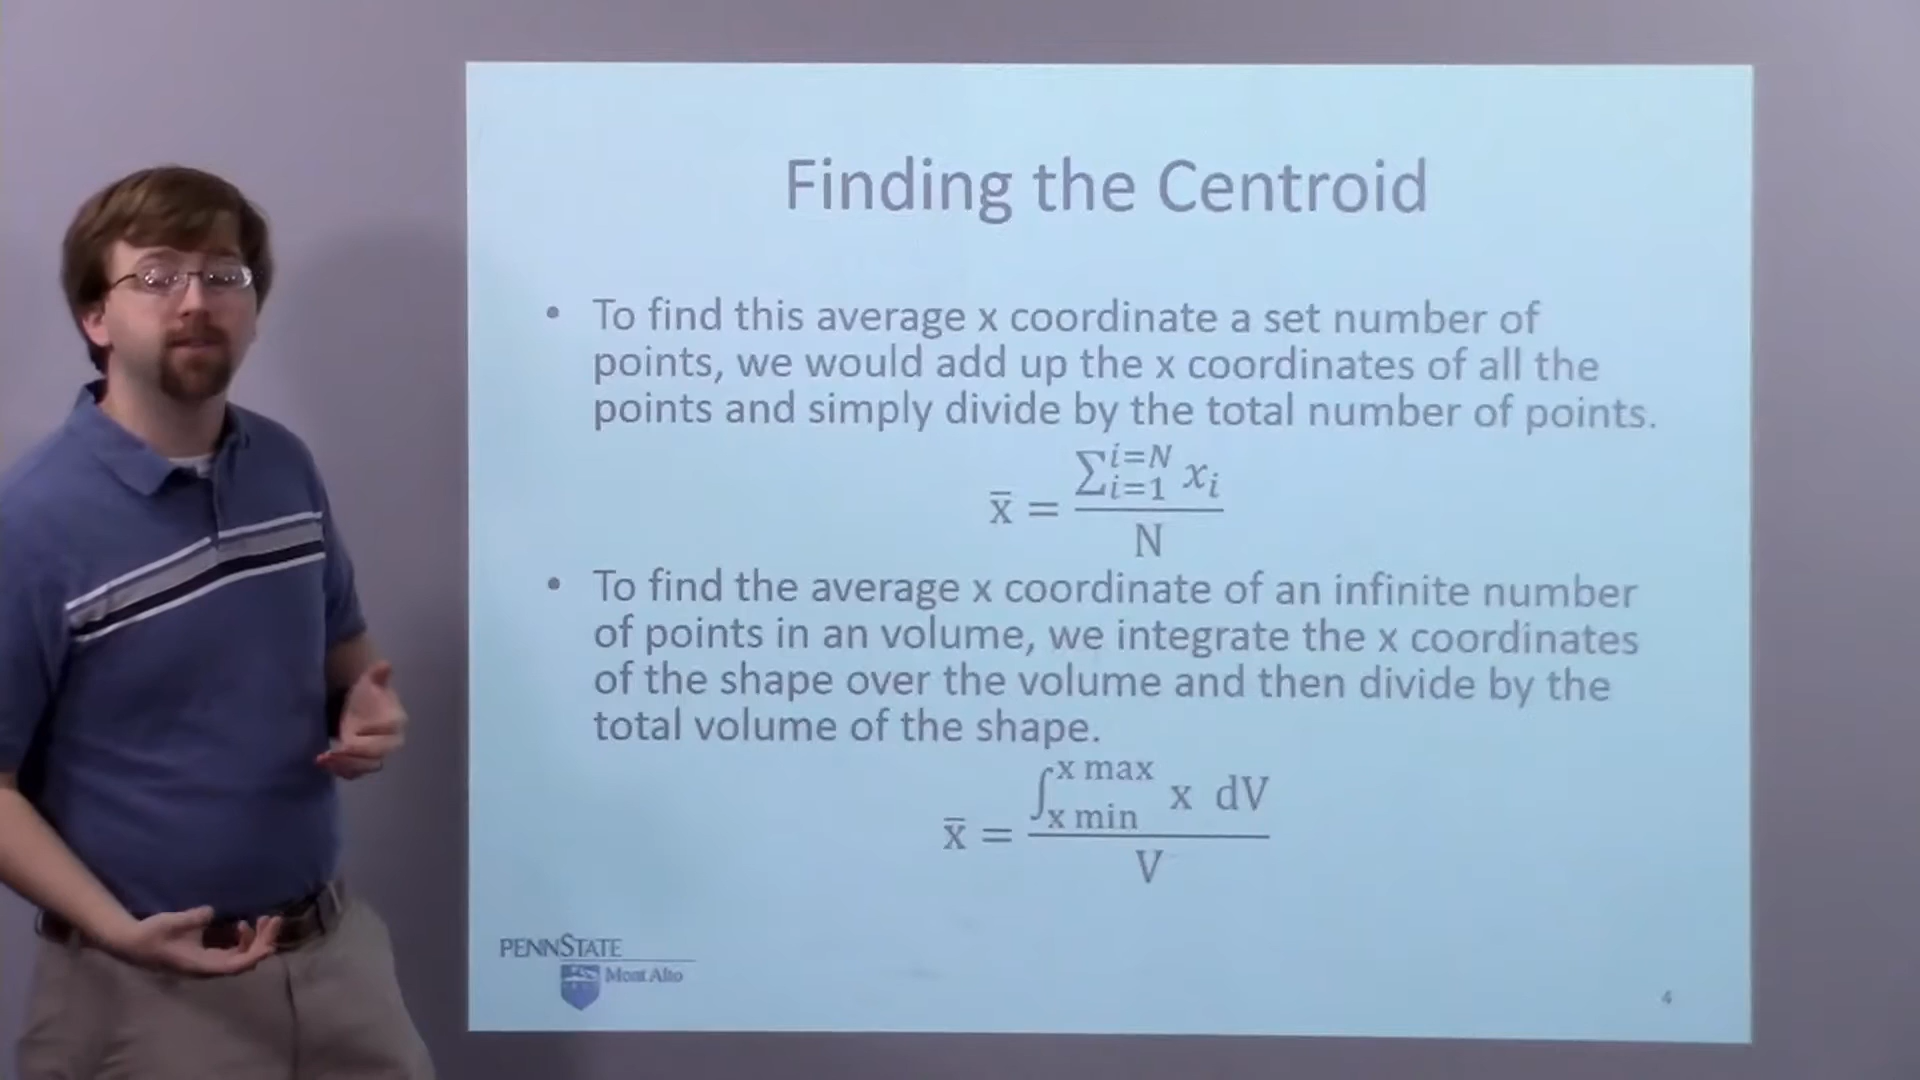 Finding the Centroid
• To find this average x coordinate a set number of
points, we would add up the x coordinates of all the
points and simply divide by the total number of points.
x̄ = ∑_{i=1}^{i=N} x_i / N
• To find the average x coordinate of an infinite number
of points in an volume, we integrate the x coordinates
of the shape over the volume and then divide by the
total volume of the shape.
x̄ = ∫_{x min}^{x max} x dV / V
PENNSTATE
Mont Alto
4